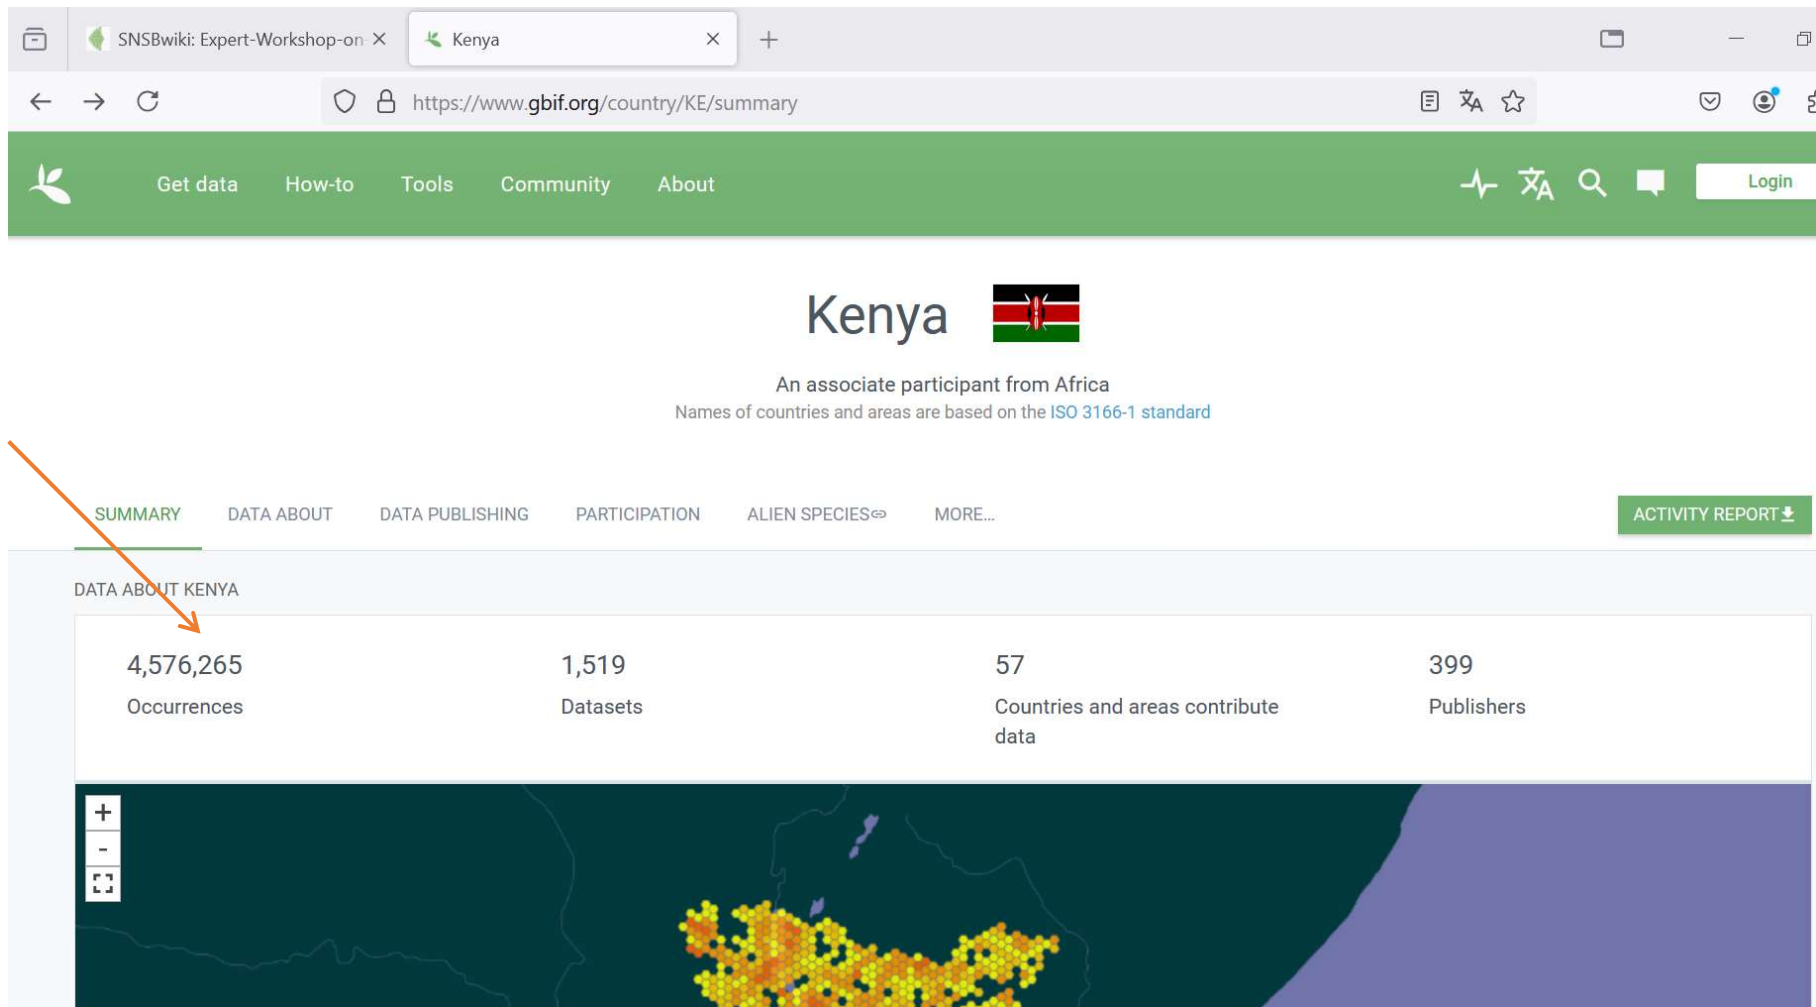 SNSBwiki: Expert-Workshop-on-
Kenya
https://www.gbif.org/country/KE/summary
Get data How-to Tools Community About
Login
Kenya
An associate participant from Africa
Names of countries and areas are based on the ISO 3166-1 standard
SUMMARY DATA ABOUT DATA PUBLISHING PARTICIPATION ALIEN SPECIES MORE...
ACTIVITY REPORT
DATA ABOUT KENYA
4,576,265 1,519 57 399
Occurrences Datasets Countries and areas contribute Publishers
data
+
-